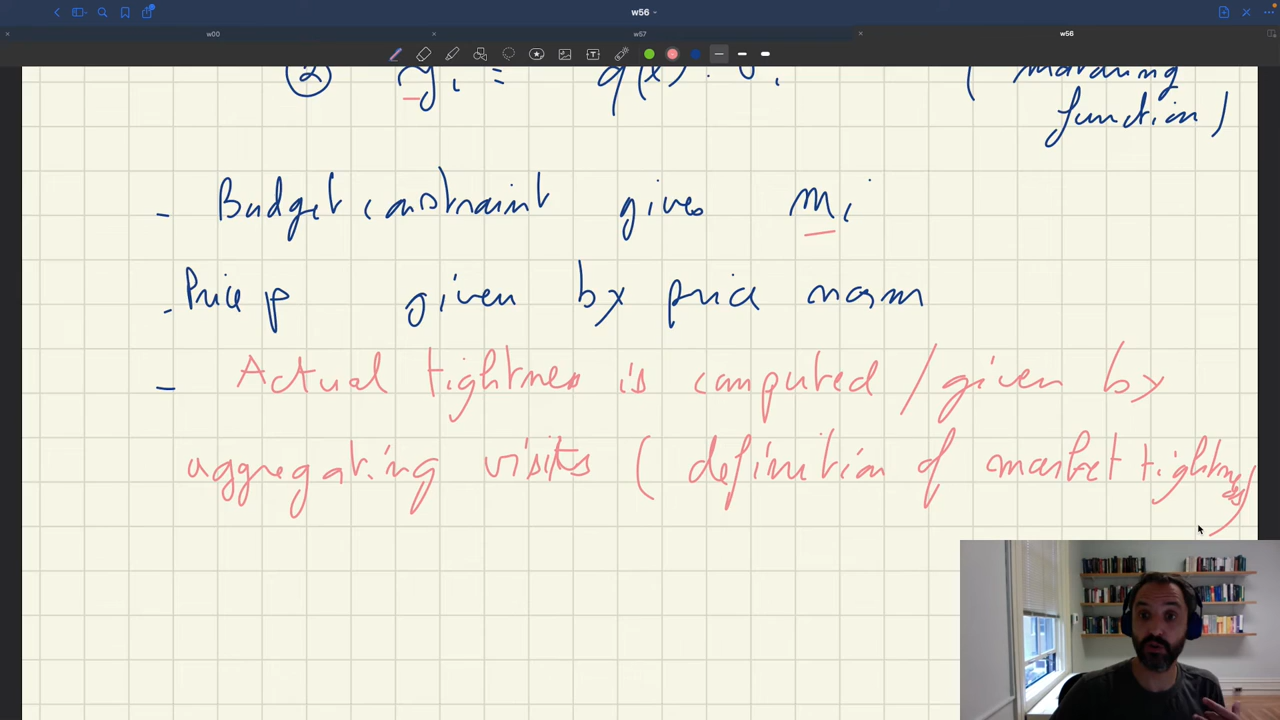 w56
w00
w57
w56
② yi = q(x) . vi ( matching
function )
- Budget constraint gives mi
- Price p given by price norm
- Actual tightness is computed / given by
aggregating visits ( definition of market tightness )